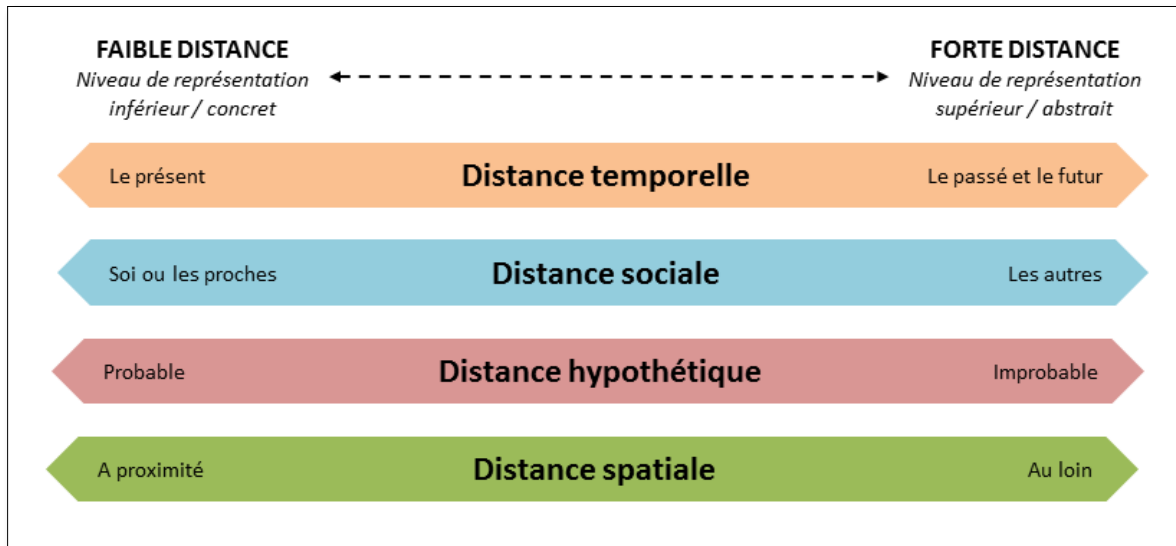 FAIBLE DISTANCE
Niveau de représentation
inférieur / concret
FORTE DISTANCE
Niveau de représentation
supérieur / abstrait
Le présent Distance temporelle Le passé et le futur
Soi ou les proches Distance sociale Les autres
Probable Distance hypothétique Improbable
A proximité Distance spatiale Au loin